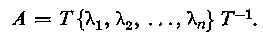 A = T{λ₁, λ₂, ..., λₙ} T⁻¹.